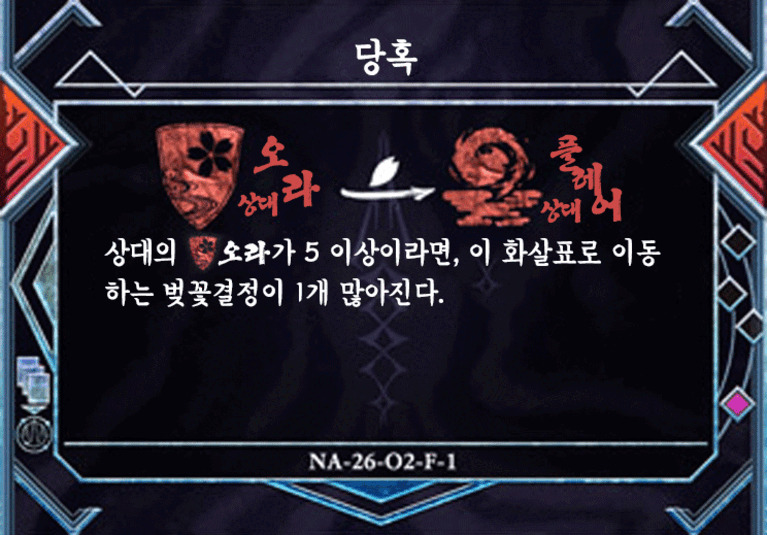 당혹
상대 오라 상대 플레어
상대의 오라가 5 이상이라면, 이 화살표로 이동
하는 벚꽃결정이 1개 많아진다.
NA-26-O2-F-1